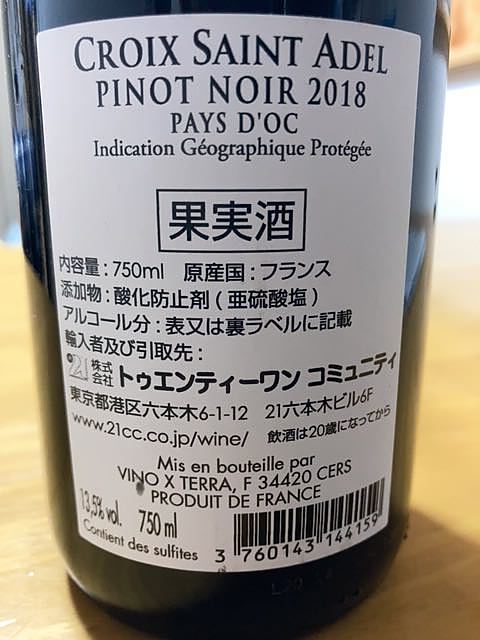 CROIX SAINT ADEL
PINOT NOIR 2018
PAYS D'OC
Indication Géographique Protégée
果実酒
内容量:750ml 原産国:フランス
添加物:酸化防止剤(亜硫酸塩)
アルコール分:表又は裏ラベルに記載
輸入者及び引取先:
21 株式会社 トゥエンティーワン コミュニティ
東京都港区六本木6-1-12 21六本木ビル6F
www.21cc.co.jp/wine/ 飲酒は20歳になってから
Mis en bouteille par
VINO X TERRA, F 34420 CERS
PRODUIT DE FRANCE
13,5% vol. 750 ml
Contient des sulfites
3 760143 144159